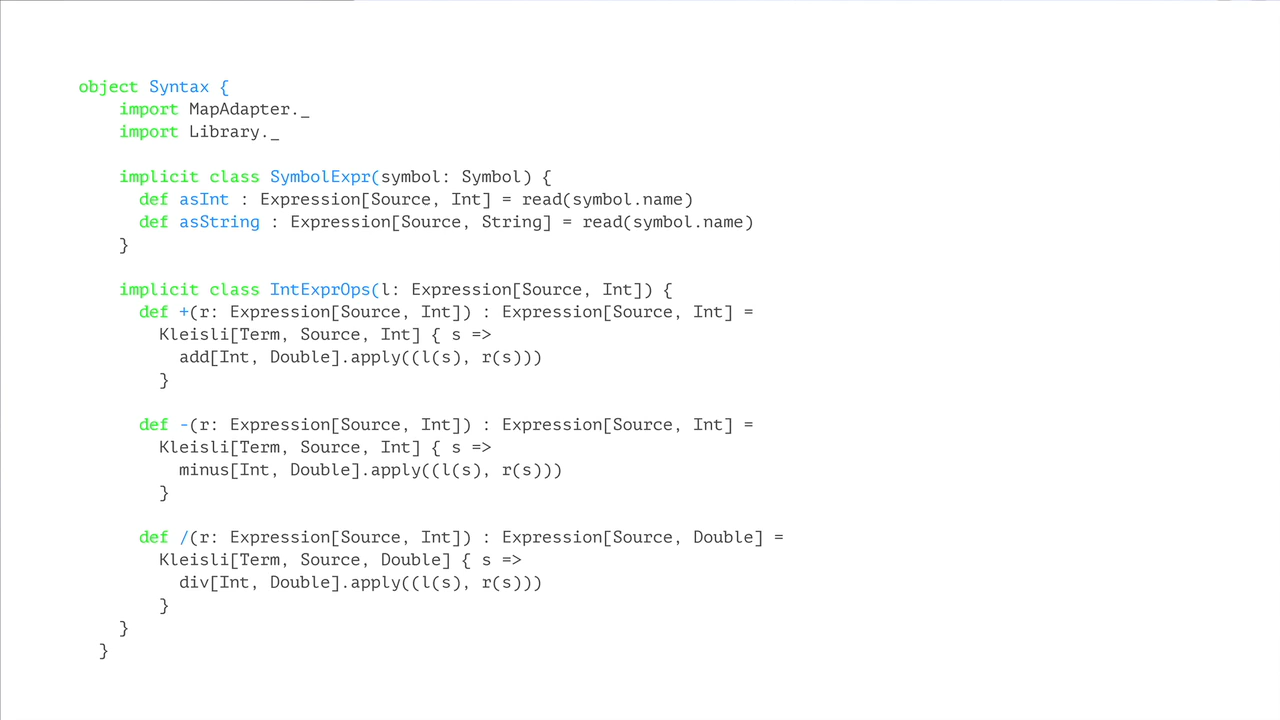 object Syntax {
import MapAdapter._
import Library._
implicit class SymbolExpr(symbol: Symbol) {
def asInt : Expression[Source, Int] = read(symbol.name)
def asString : Expression[Source, String] = read(symbol.name)
}
implicit class IntExprOps(l: Expression[Source, Int]) {
def +(r: Expression[Source, Int]) : Expression[Source, Int] =
Kleisli[Term, Source, Int] { s =>
add[Int, Double].apply((l(s), r(s)))
}
def -(r: Expression[Source, Int]) : Expression[Source, Int] =
Kleisli[Term, Source, Int] { s =>
minus[Int, Double].apply((l(s), r(s)))
}
def /(r: Expression[Source, Int]) : Expression[Source, Double] =
Kleisli[Term, Source, Double] { s =>
div[Int, Double].apply((l(s), r(s)))
}
}
}